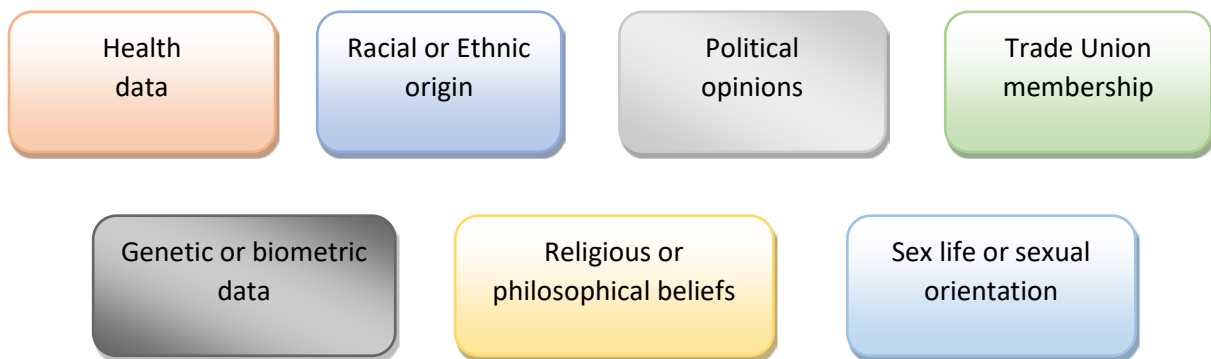 Health
data
Racial or Ethnic
origin
Political
opinions
Trade Union
membership
Genetic or biometric
data
Religious or
philosophical beliefs
Sex life or sexual
orientation